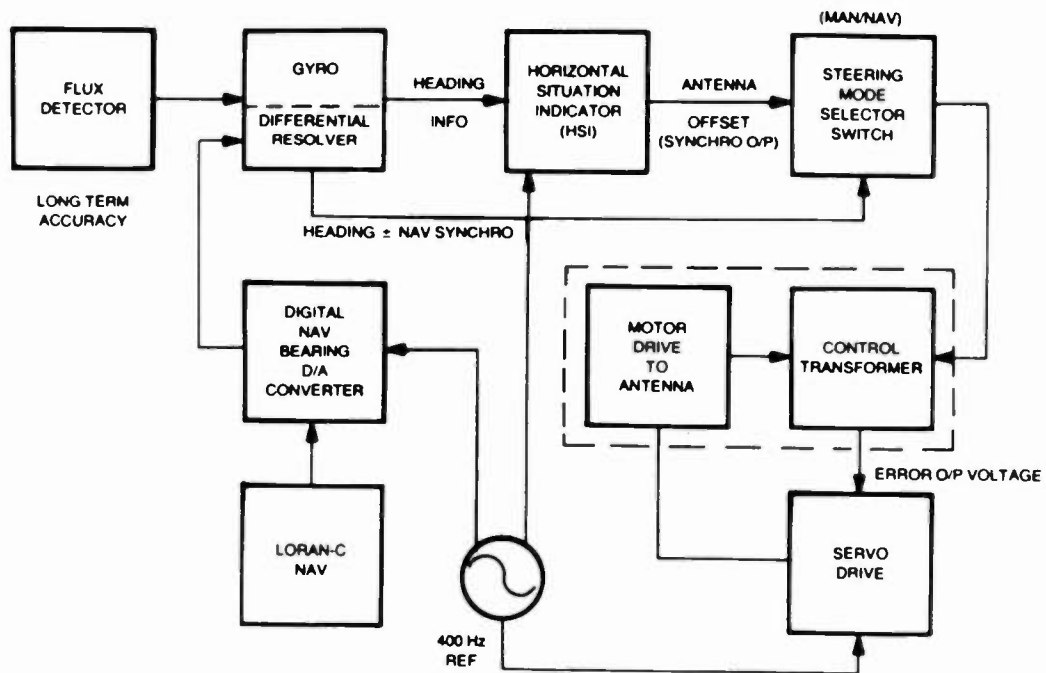 (MAN/NAV)
FLUX
DETECTOR
LONG TERM
ACCURACY
GYRO
DIFFERENTIAL
RESOLVER
HEADING
INFO
HORIZONTAL
SITUATION
INDICATOR
(HSI)
ANTENNA
OFFSET
(SYNCHRO O/P)
STEERING
MODE
SELECTOR
SWITCH
HEADING ± NAV SYNCHRO
DIGITAL
NAV
BEARING
D/A
CONVERTER
MOTOR
DRIVE
TO
ANTENNA
CONTROL
TRANSFORMER
ERROR O/P VOLTAGE
LORAN-C
NAV
400 Hz
REF
SERVO
DRIVE